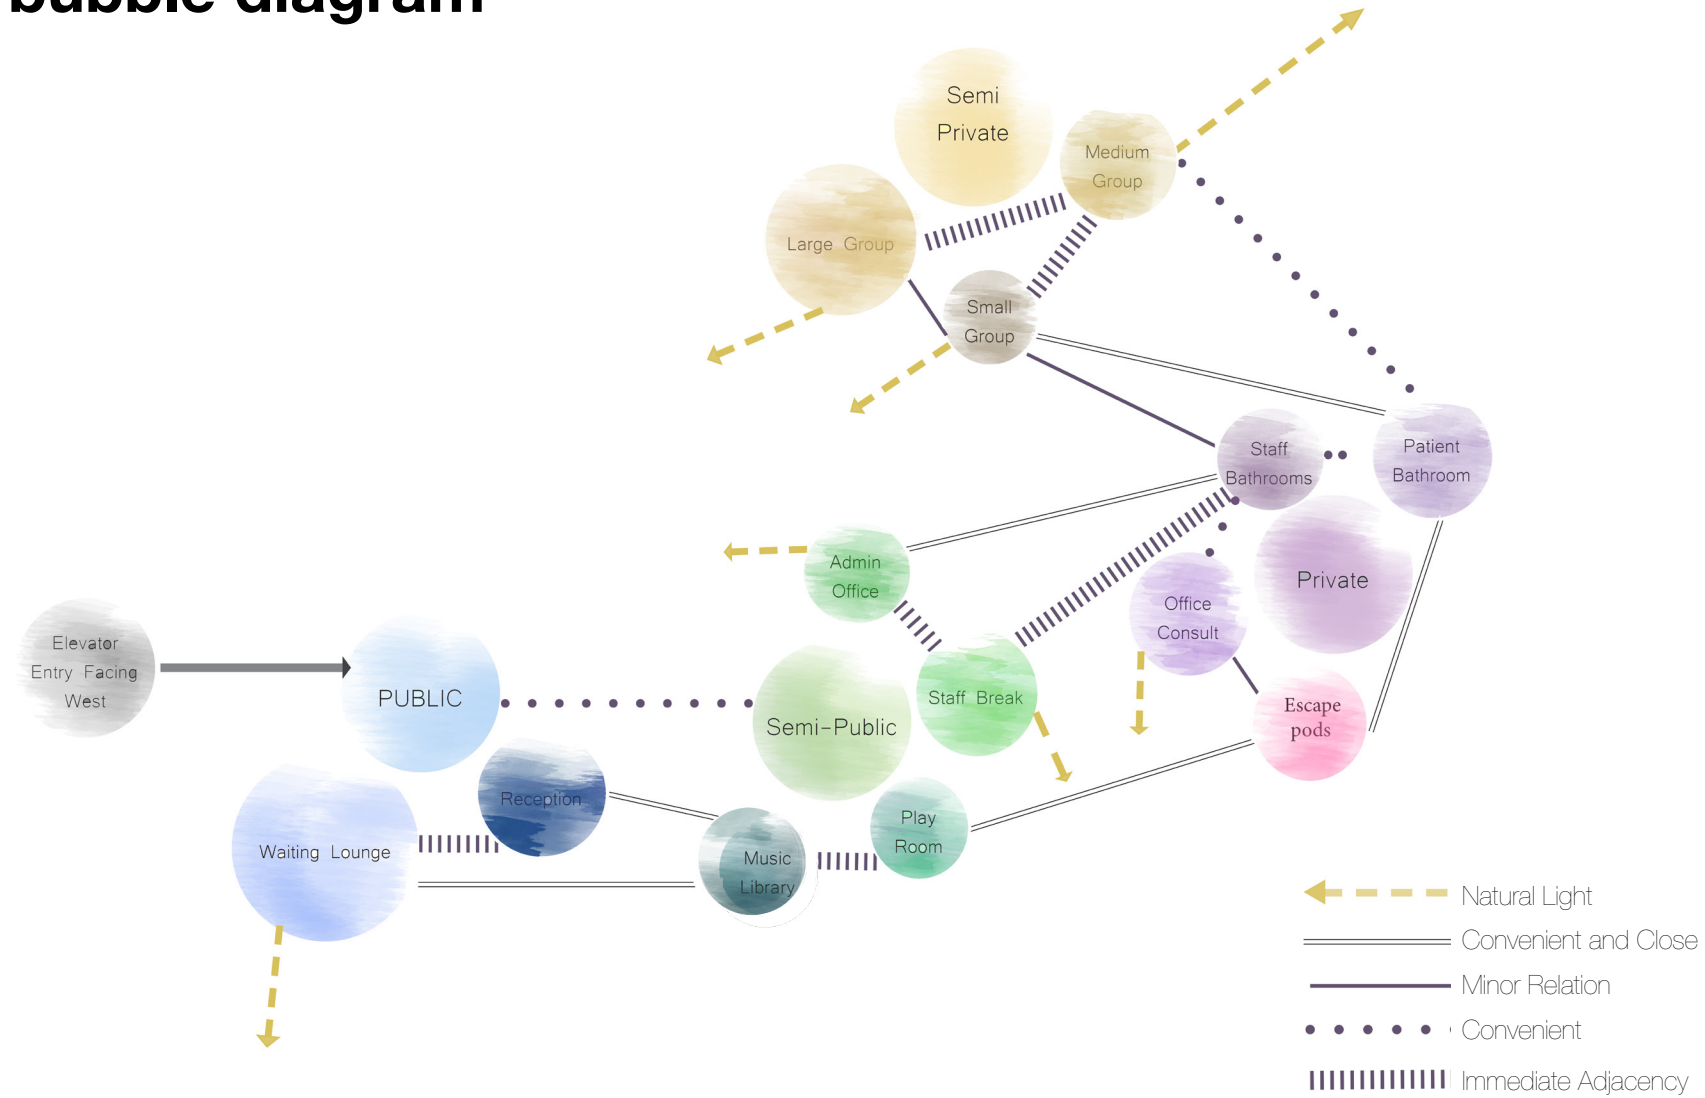 bubble diagram
Semi
Private
Medium
Group
Large Group
Small
Group
Staff
Bathrooms
Patient
Bathroom
Admin
Office
Private
Office
Consult
Elevator
Entry Facing
West
PUBLIC
Semi-Public
Staff Break
Escape
pods
Reception
Waiting Lounge
Play
Room
Music
Library
Natural Light
Convenient and Close
Minor Relation
Convenient
Immediate Adjacency